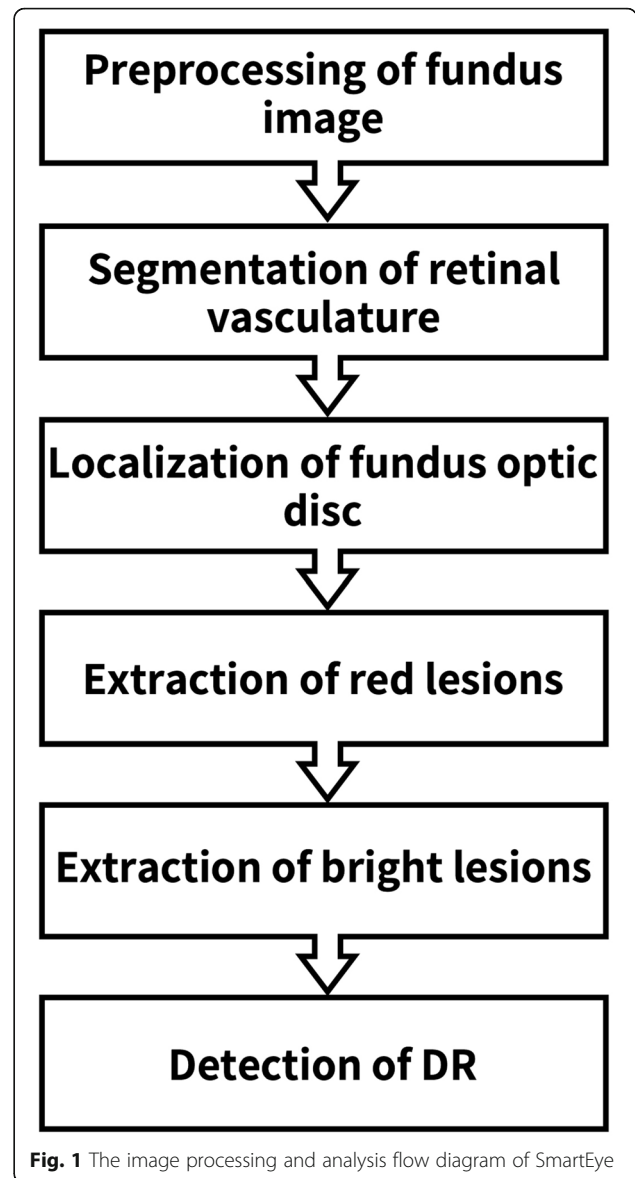 Preprocessing of fundus
image
Segmentation of retinal
vasculature
Localization of fundus optic
disc
Extraction of red lesions
Extraction of bright lesions
Detection of DR
Fig. 1 The image processing and analysis flow diagram of SmartEye